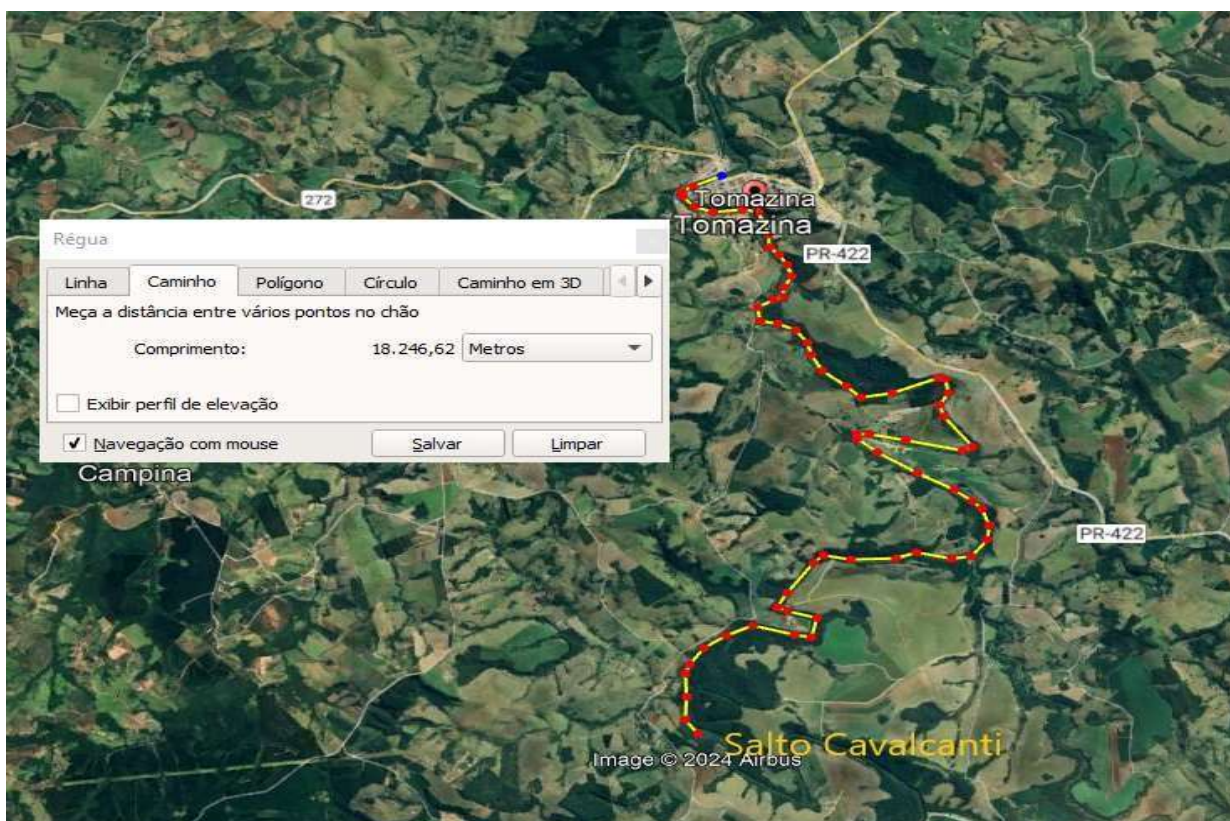 272
Tomazina
Tomazina
PR-422
Régua
Linha Caminho Polígono Círculo Caminho em 3D
Meça a distância entre vários pontos no chão
Comprimento: 18.246,62 Metros
Exibir perfil de elevação
Navegação com mouse Salvar Limpar
Campina
PR-422
Salto Cavalcanti
Image © 2024 Airbus